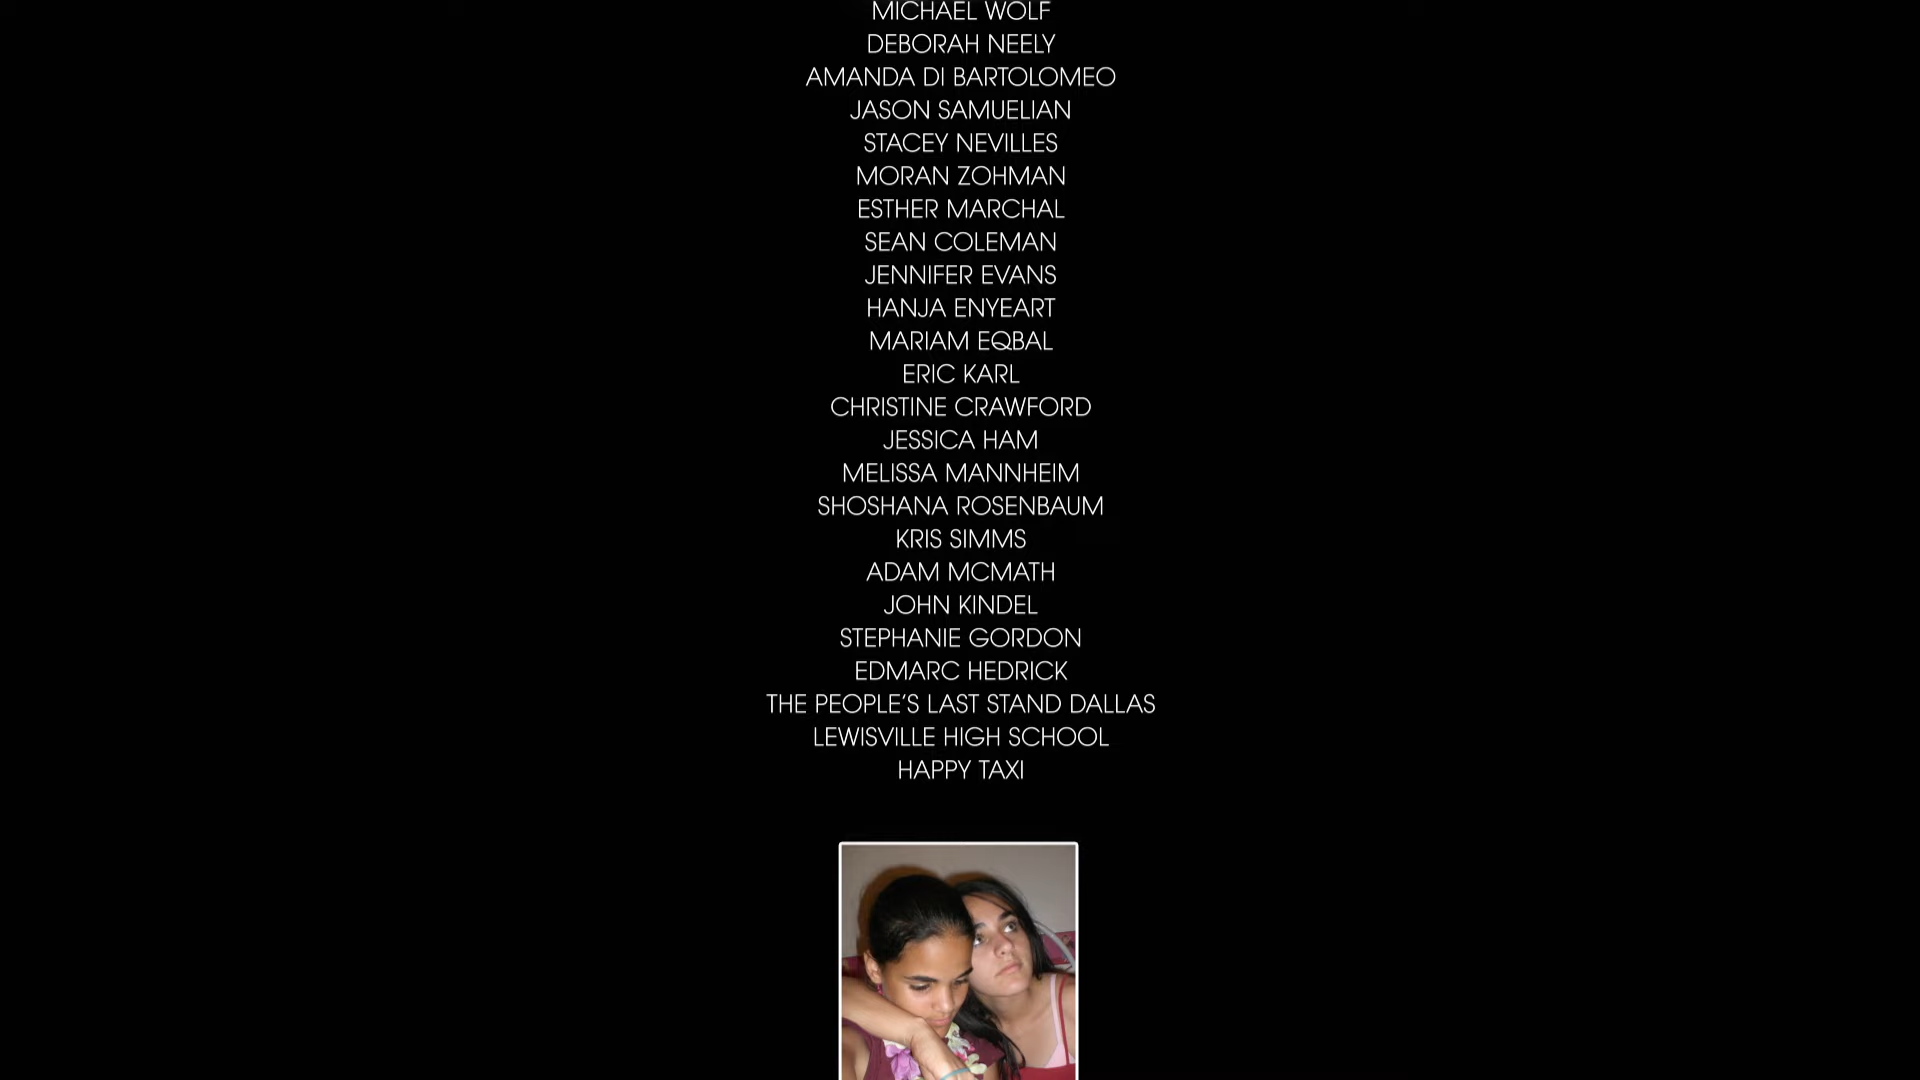 MICHAEL WOLF
DEBORAH NEELY
AMANDA DI BARTOLOMEO
JASON SAMUELIAN
STACEY NEVILLES
MORAN ZOHMAN
ESTHER MARCHAL
SEAN COLEMAN
JENNIFER EVANS
HANJA ENYEART
MARIAM EQBAL
ERIC KARL
CHRISTINE CRAWFORD
JESSICA HAM
MELISSA MANNHEIM
SHOSHANA ROSENBAUM
KRIS SIMMS
ADAM MCMATH
JOHN KINDEL
STEPHANIE GORDON
EDMARC HEDRICK
THE PEOPLE'S LAST STAND DALLAS
LEWISVILLE HIGH SCHOOL
HAPPY TAXI